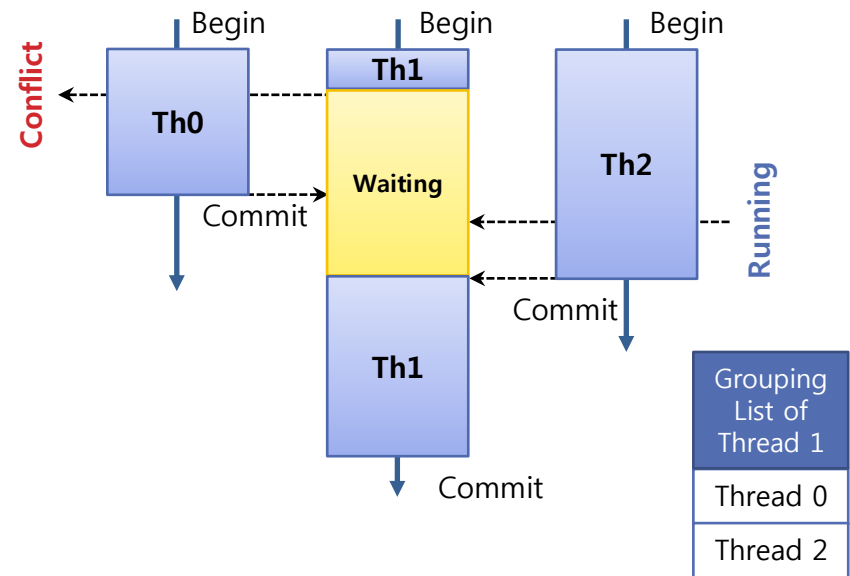 Begin
Begin
Begin
Conflict
Th1
Th0
Th2
Waiting
Commit
Running
Commit
Th1
Grouping
List of
Thread 1
Commit
Thread 0
Thread 2